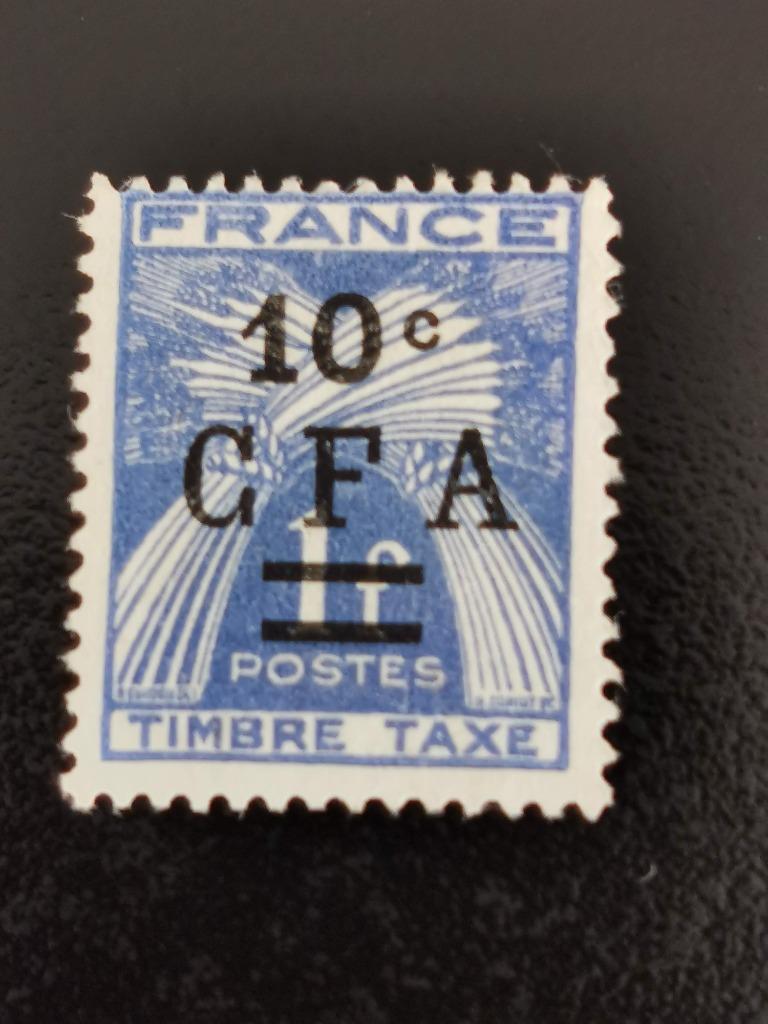 FRANCE
10c
CFA
1f
POSTES
TIMBRE TAXE